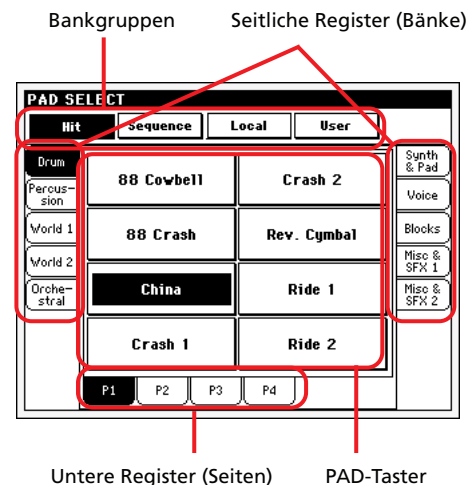 Bankgruppen
Seitliche Register (Bänke)
PAD SELECT
Hit
Sequence
Local
User
Drum
Percus-
sion
World 1
World 2
Orche-
stral
88 Cowbell
Crash 2
88 Crash
Rev. Cymbal
China
Ride 1
Crash 1
Ride 2
Synth
& Pad
Voice
Blocks
Misc &
SFX 1
Misc &
SFX 2
P1
P2
P3
P4
Untere Register (Seiten)
PAD-Taster